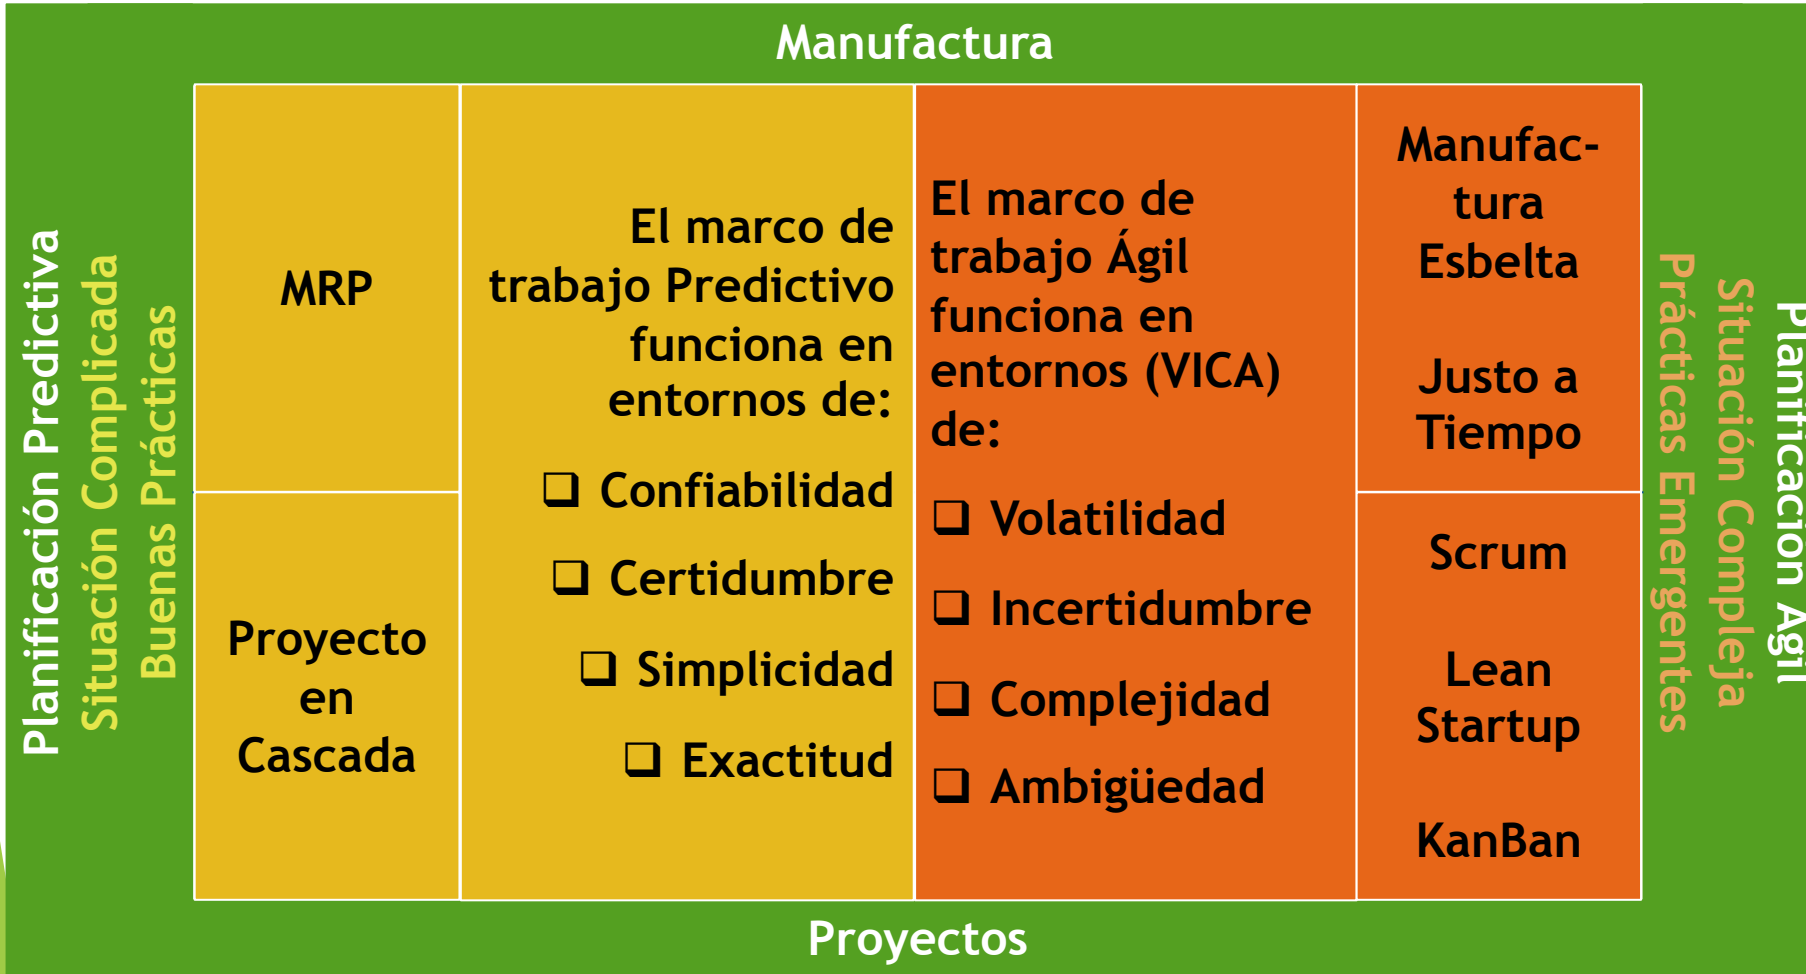 Manufactura
Planificación Predictiva
Situación Complicada
Buenas Prácticas
MRP
Proyecto
en
Cascada
El marco de
trabajo Predictivo
funciona en
entornos de:
❑ Confiabilidad
❑ Certidumbre
❑ Simplicidad
❑ Exactitud
El marco de
trabajo Ágil
funciona en
entornos (VICA)
de:
❑ Volatilidad
❑ Incertidumbre
❑ Complejidad
❑ Ambigüedad
Manufac-
tura
Esbelta
Justo a
Tiempo
Scrum
Lean
Startup
KanBan
Planificación Ágil
Situación Compleja
Prácticas Emergentes
Proyectos